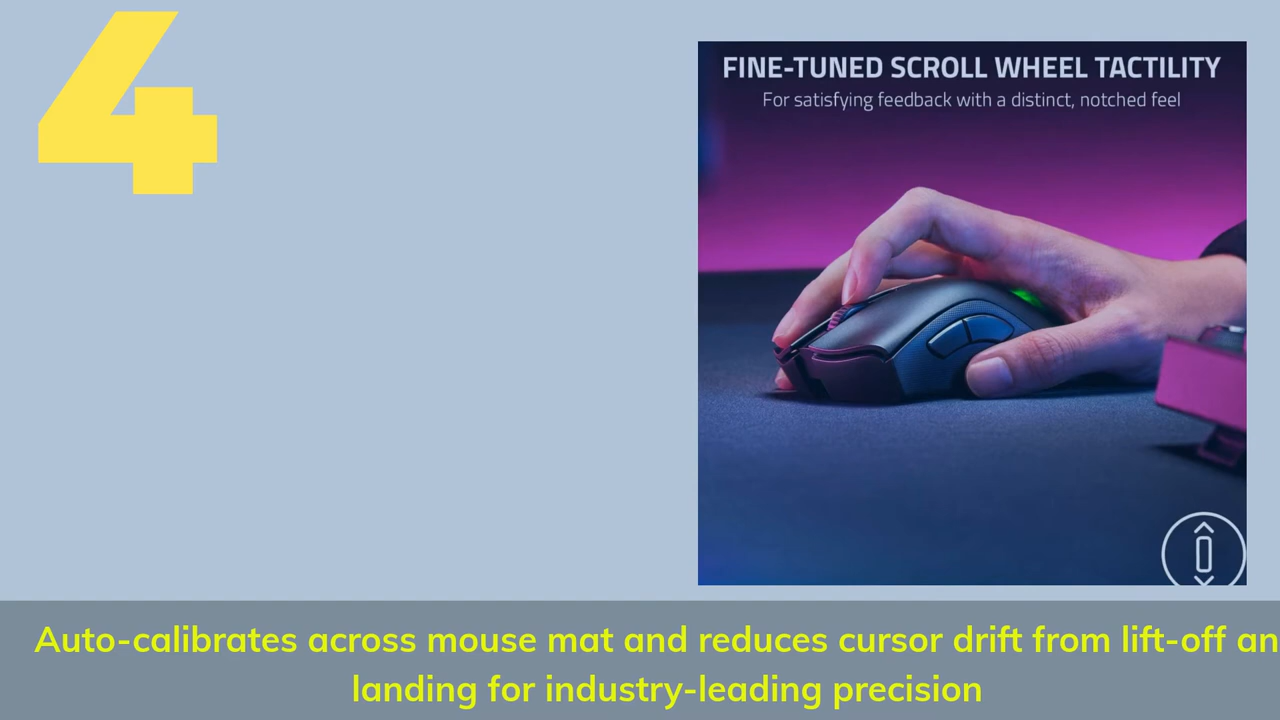 4
FINE-TUNED SCROLL WHEEL TACTILITY
For satisfying feedback with a distinct, notched feel
Auto-calibrates across mouse mat and reduces cursor drift from lift-off an
landing for industry-leading precision